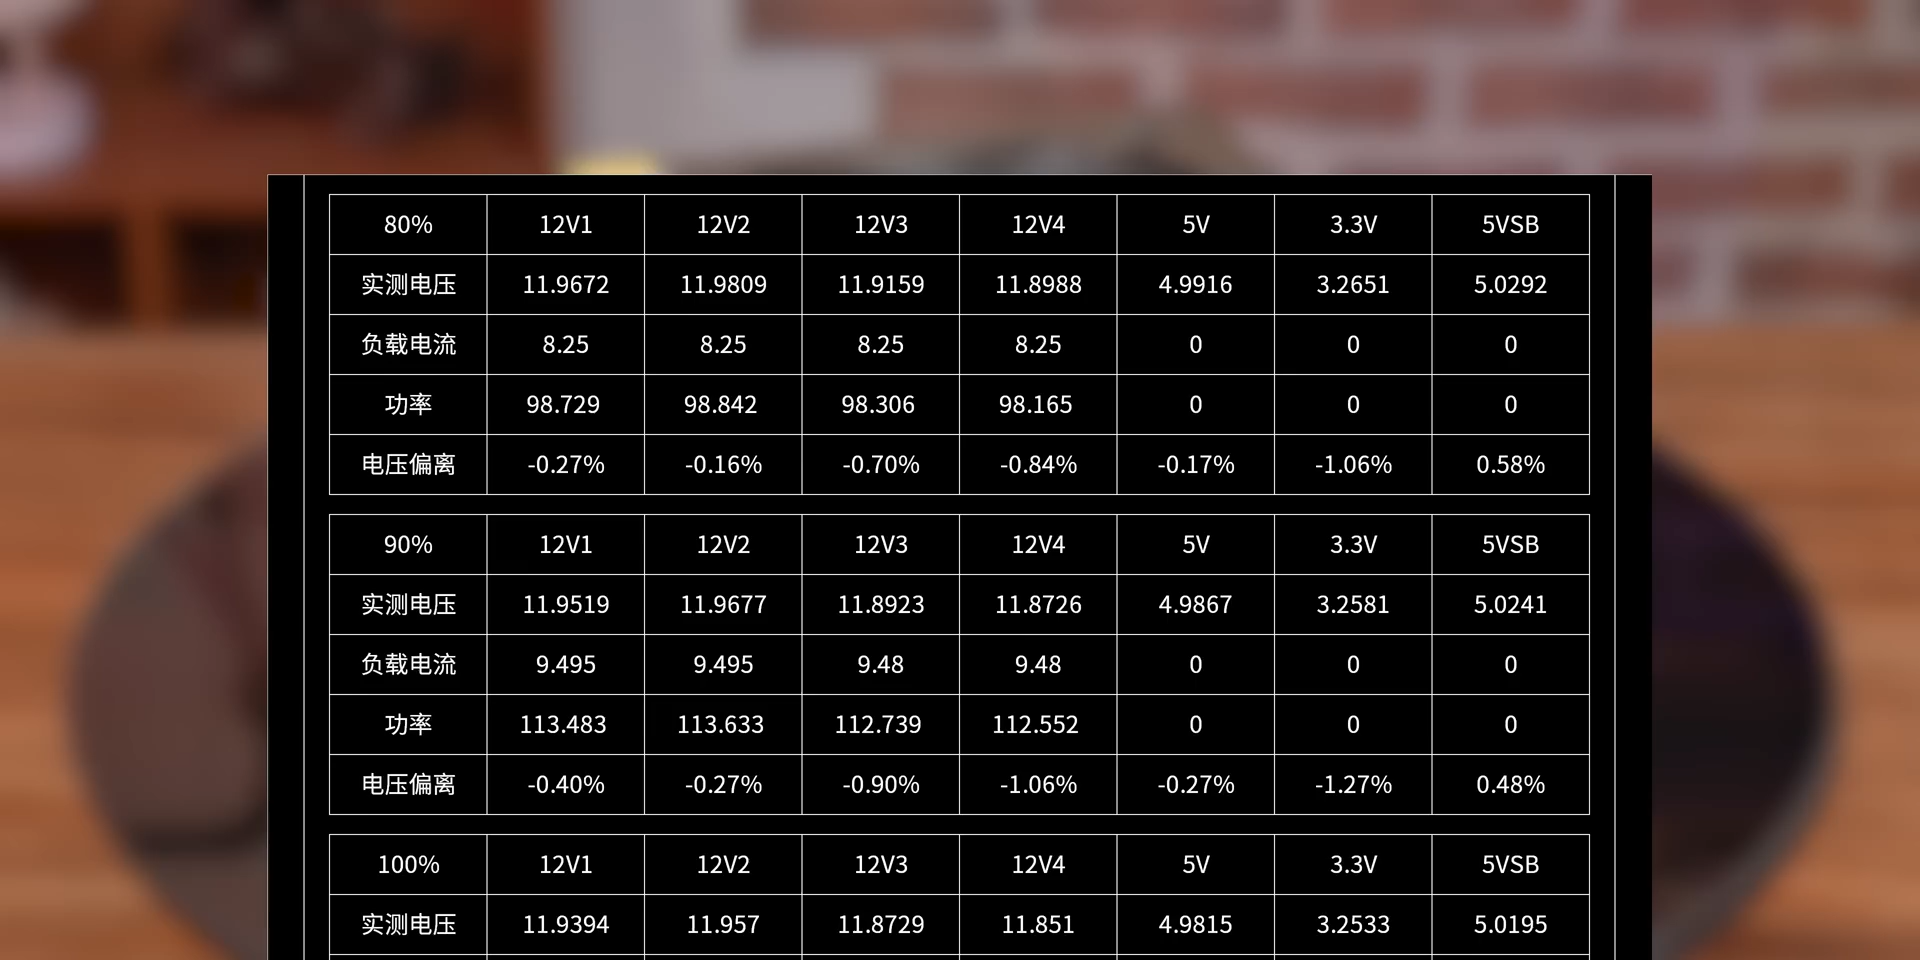 80% 12V1 12V2 12V3 12V4 5V 3.3V 5VSB
实测电压 11.9672 11.9809 11.9159 11.8988 4.9916 3.2651 5.0292
负载电流 8.25 8.25 8.25 8.25 0 0 0
功率 98.729 98.842 98.306 98.165 0 0 0
电压偏离 -0.27% -0.16% -0.70% -0.84% -0.17% -1.06% 0.58%
90% 12V1 12V2 12V3 12V4 5V 3.3V 5VSB
实测电压 11.9519 11.9677 11.8923 11.8726 4.9867 3.2581 5.0241
负载电流 9.495 9.495 9.48 9.48 0 0 0
功率 113.483 113.633 112.739 112.552 0 0 0
电压偏离 -0.40% -0.27% -0.90% -1.06% -0.27% -1.27% 0.48%
100% 12V1 12V2 12V3 12V4 5V 3.3V 5VSB
实测电压 11.9394 11.957 11.8729 11.851 4.9815 3.2533 5.0195